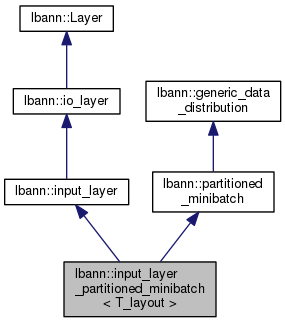 lbann::Layer
lbann::io_layer
lbann::generic_data
_distribution
lbann::input_layer
lbann::partitioned
_minibatch
lbann::input_layer
_partitioned_minibatch
< T_layout >